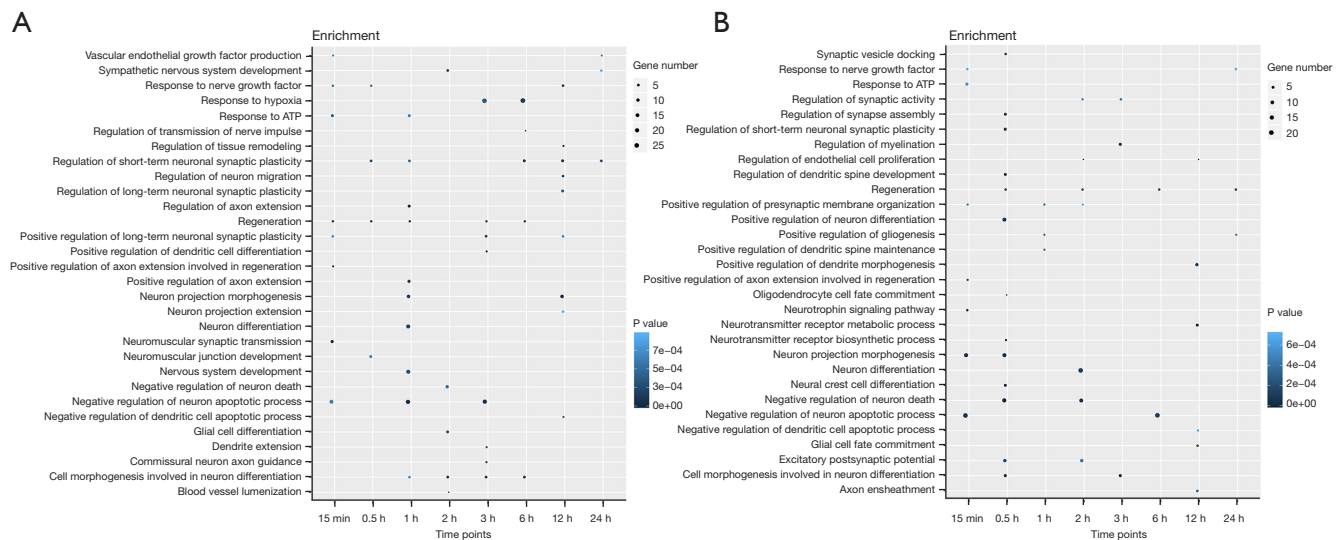 A
Enrichment
Vascular endothelial growth factor production
Sympathetic nervous system development
Response to nerve growth factor
Response to hypoxia
Response to ATP
Regulation of transmission of nerve impulse
Regulation of tissue remodeling
Regulation of short-term neuronal synaptic plasticity
Regulation of neuron migration
Regulation of long-term neuronal synaptic plasticity
Regulation of axon extension
Regeneration
Positive regulation of long-term neuronal synaptic plasticity
Positive regulation of dendritic cell differentiation
Positive regulation of axon extension involved in regeneration
Positive regulation of axon extension
Neuron projection morphogenesis
Neuron projection extension
Neuron differentiation
Neuromuscular synaptic transmission
Neuromuscular junction development
Nervous system development
Negative regulation of neuron death
Negative regulation of neuron apoptotic process
Negative regulation of dendritic cell apoptotic process
Glial cell differentiation
Dendrite extension
Commissural neuron axon guidance
Cell morphogenesis involved in neuron differentiation
Blood vessel lumenization
15 min 0.5 h 1 h 2 h 3 h 6 h 12 h 24 h
Time points
Gene number
5
10
15
20
25
P value
7e−04
5e−04
3e−04
0e+00
B
Enrichment
Synaptic vesicle docking
Response to nerve growth factor
Response to ATP
Regulation of synaptic activity
Regulation of synapse assembly
Regulation of short-term neuronal synaptic plasticity
Regulation of myelination
Regulation of endothelial cell proliferation
Regulation of dendritic spine development
Regeneration
Positive regulation of presynaptic membrane organization
Positive regulation of neuron differentiation
Positive regulation of gliogenesis
Positive regulation of dendritic spine maintenance
Positive regulation of dendrite morphogenesis
Positive regulation of axon extension involved in regeneration
Oligodendrocyte cell fate commitment
Neurotrophin signaling pathway
Neurotransmitter receptor metabolic process
Neurotransmitter receptor biosynthetic process
Neuron projection morphogenesis
Neuron differentiation
Neural crest cell differentiation
Negative regulation of neuron death
Negative regulation of neuron apoptotic process
Negative regulation of dendritic cell apoptotic process
Glial cell fate commitment
Excitatory postsynaptic potential
Cell morphogenesis involved in neuron differentiation
Axon ensheathment
15 min 0.5 h 1 h 2 h 3 h 6 h 12 h 24 h
Time points
Gene number
5
10
15
20
P value
6e−04
4e−04
2e−04
0e+00